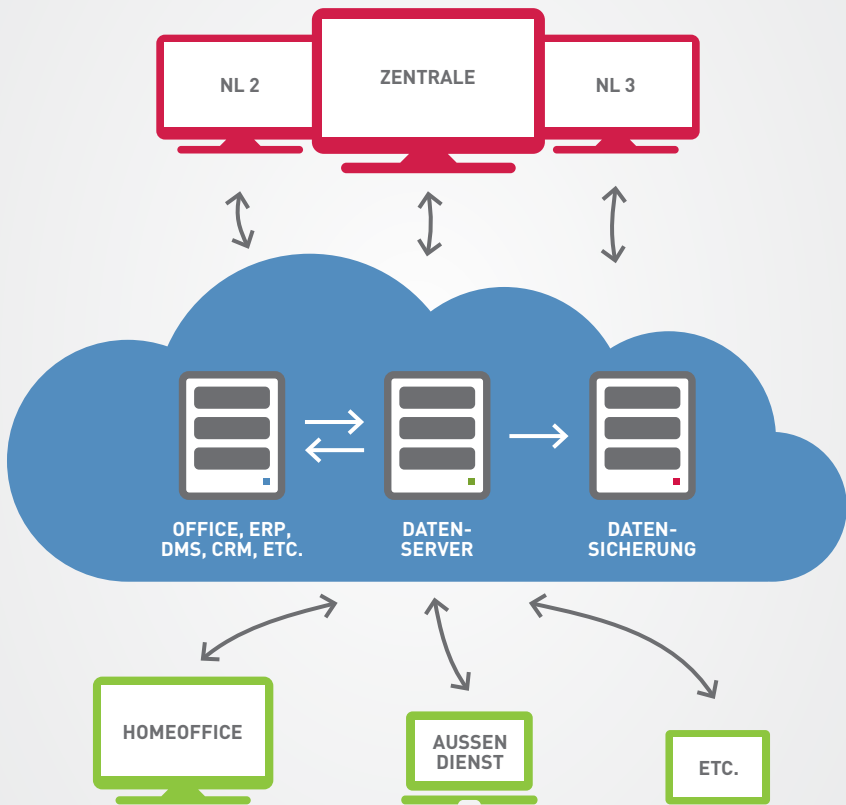 NL 2
ZENTRALE
NL 3
OFFICE, ERP,
DMS, CRM, ETC.
DATEN-
SERVER
DATEN-
SICHERUNG
HOMEOFFICE
AUSSEN
DIENST
ETC.